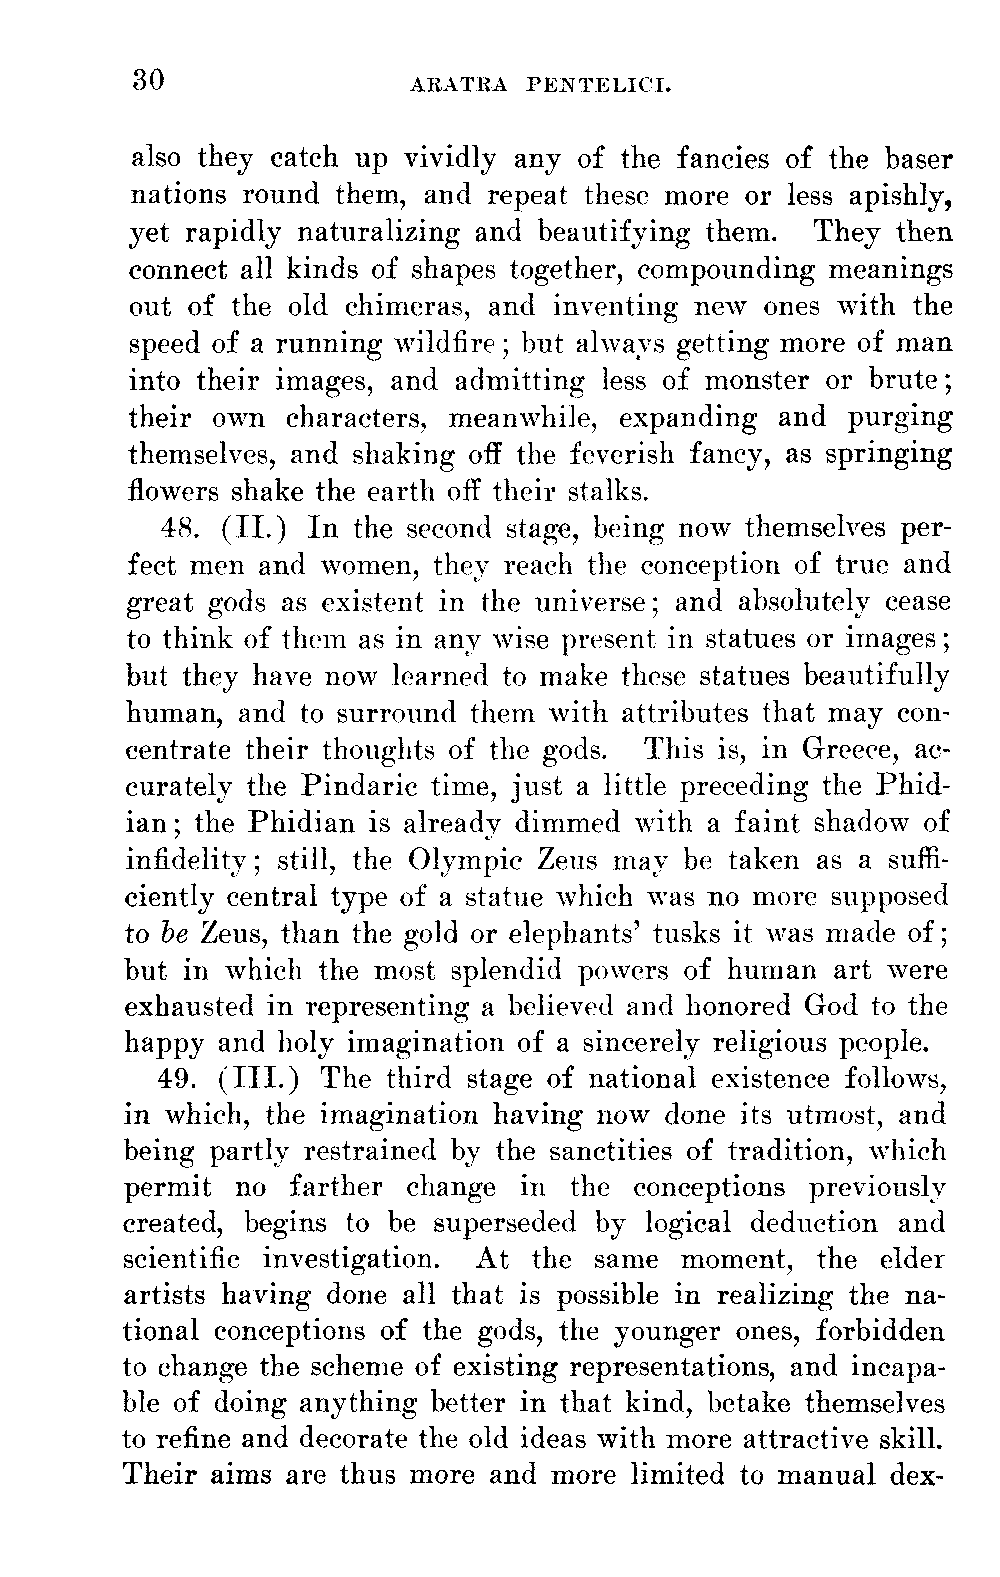 30 ARATRA PENTELICI.
also they catch up vividly any of the fancies of the baser
nations round them, and repeat these more or less apishly,
yet rapidly naturalizing and beautifying them. They then
connect all kinds of shapes together, compounding meanings
out of the old chimeras, and inventing new ones with the
speed of a running wildfire; but always getting more of man
into their images, and admitting less of monster or brute;
their own characters, meanwhile, expanding and purging
themselves, and shaking off the feverish fancy, as springing
flowers shake the earth off their stalks.
48. (II.) In the second stage, being now themselves per-
fect men and women, they reach the conception of true and
great gods as existent in the universe; and absolutely cease
to think of them as in any wise present in statues or images;
but they have now learned to make these statues beautifully
human, and to surround them with attributes that may con-
centrate their thoughts of the gods. This is, in Greece, ac-
curately the Pindaric time, just a little preceding the Phid-
ian; the Phidian is already dimmed with a faint shadow of
infidelity; still, the Olympic Zeus may be taken as a suffi-
ciently central type of a statue which was no more supposed
to be Zeus, than the gold or elephants' tusks it was made of;
but in which the most splendid powers of human art were
exhausted in representing a believed and honored God to the
happy and holy imagination of a sincerely religious people.
49. (III.) The third stage of national existence follows,
in which, the imagination having now done its utmost, and
being partly restrained by the sanctities of tradition, which
permit no farther change in the conceptions previously
created, begins to be superseded by logical deduction and
scientific investigation. At the same moment, the elder
artists having done all that is possible in realizing the na-
tional conceptions of the gods, the younger ones, forbidden
to change the scheme of existing representations, and incapa-
ble of doing anything better in that kind, betake themselves
to refine and decorate the old ideas with more attractive skill.
Their aims are thus more and more limited to manual dex-